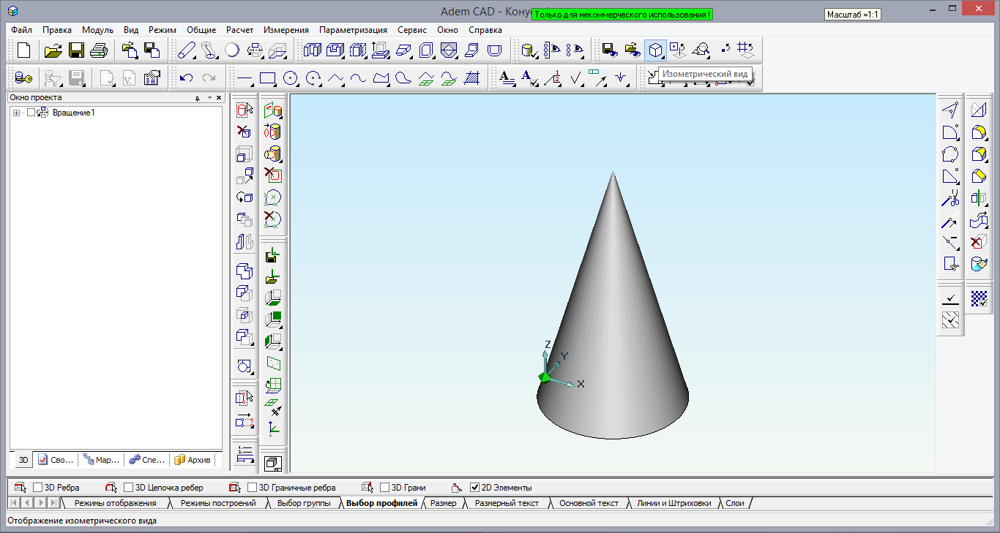 Adem CAD - Конус
Только для некоммерческого использования !
Масштаб =1:1
Файл Правка Модуль Вид Режим Общие Расчет Измерения Параметризация Сервис Окно Справка
Изометрический вид
Окно проекта
Вращение1
Z
Y
X
3D Сво... Мар... Спе... Архив
3D Ребра 3D Цепочка ребер 3D Граничные ребра 3D Грани 2D Элементы
Режимы отображения Режимы построений Выбор группы Выбор профилей Размер Размерный текст Основной текст Линии и Штриховки Слои
Отображение изометрического вида